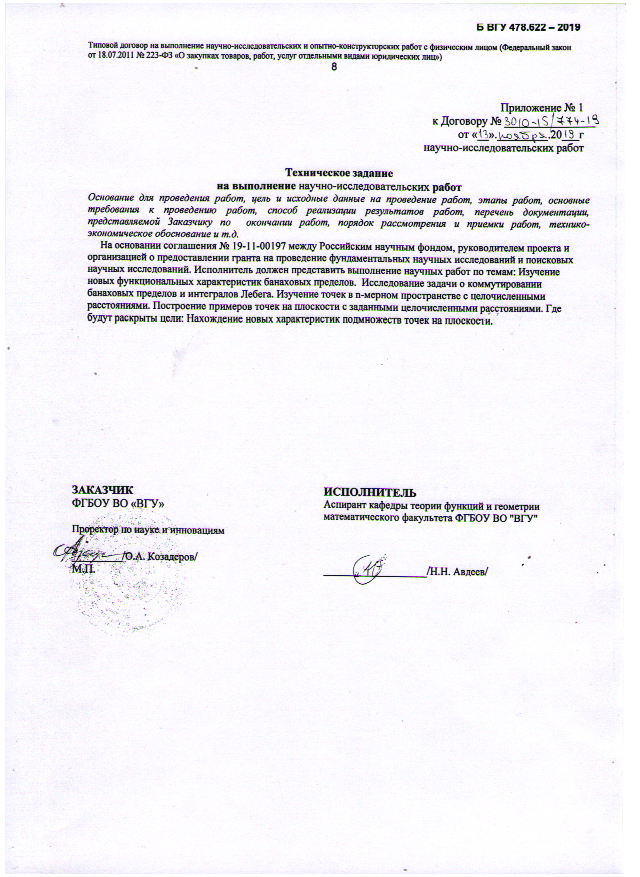 Б ВГУ 478.622 – 2019
Типовой договор на выполнение научно-исследовательских и опытно-конструкторских работ с физическим лицом (Федеральный закон
от 18.07.2011 № 223-ФЗ «О закупках товаров, работ, услуг отдельными видами юридических лиц»)
8
Приложение № 1
к Договору № 3010-15/774-19
от «13» ноября 2019 г
научно-исследовательских работ
Техническое задание
на выполнение научно-исследовательских работ
Основание для проведения работ, цель и исходные данные на проведение работ, этапы работ, основные
требования к проведению работ, способ реализации результатов работ, перечень документации,
представляемой Заказчику по окончании работ, порядок рассмотрения и приемки работ, технико-
экономическое обоснование и т.д.
На основании соглашения № 19-11-00197 между Российским научным фондом, руководителем проекта и
организацией о предоставлении гранта на проведение фундаментальных научных исследований и поисковых
научных исследований. Исполнитель должен представить выполнение научных работ по темам: Изучение
новых функциональных характеристик банаховых пределов. Исследование задачи о коммутировании
банаховых пределов и интегралов Лебега. Изучение точек в n-мерном пространстве с целочисленными
расстояниями. Построение примеров точек на плоскости с заданными целочисленными расстояниями. Где
будут раскрыты цели: Нахождение новых характеристик подмножеств точек на плоскости.
ЗАКАЗЧИК
ФГБОУ ВО «ВГУ»
Проректор по науке и инновациям
/О.А. Козадеров/
М.П.
ИСПОЛНИТЕЛЬ
Аспирант кафедры теории функций и геометрии
математического факультета ФГБОУ ВО "ВГУ"
/Н.Н. Авдеев/